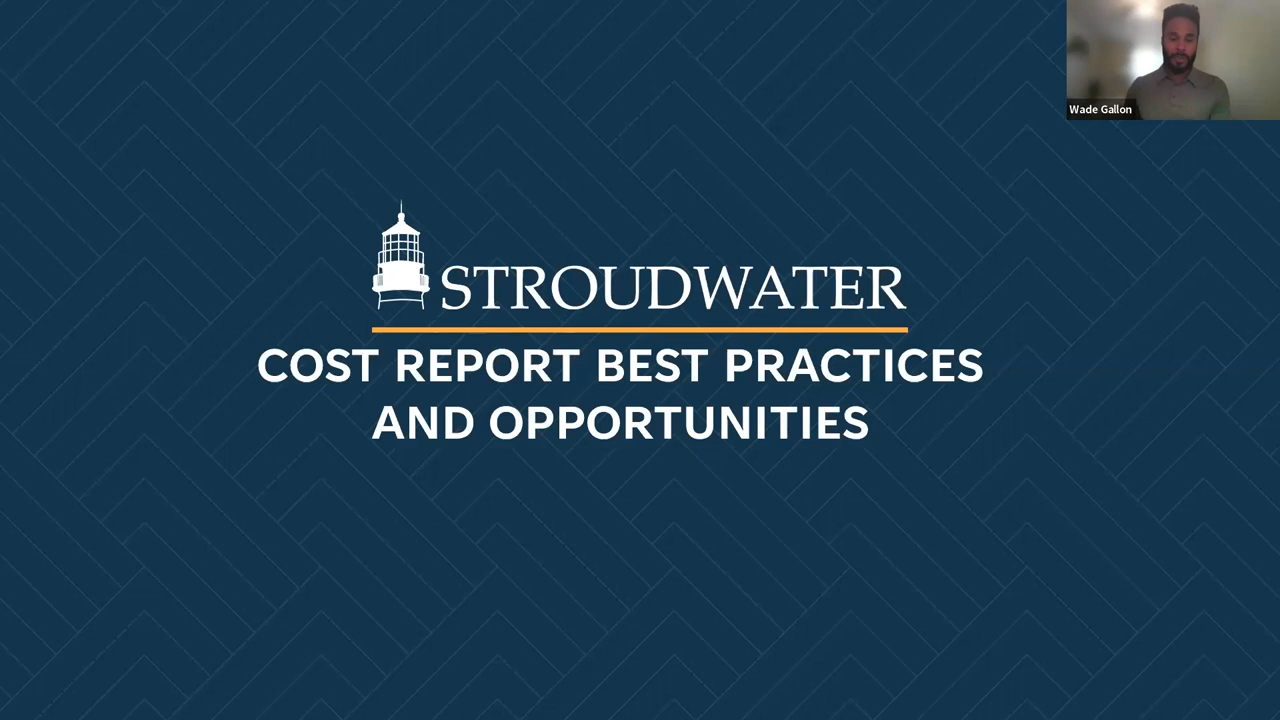 Wade Gallon
STROUDWATER
COST REPORT BEST PRACTICES
AND OPPORTUNITIES